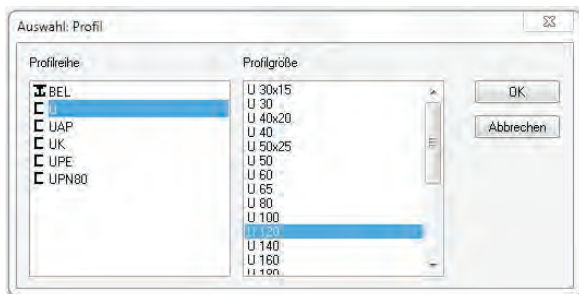 Auswahl: Profil
Profilreihe
BEL
U
UAP
UK
UPE
UPN80
Profilgröße
U 30x15
U 30
U 40x20
U 40
U 50x25
U 50
U 60
U 65
U 80
U 100
U 120
U 140
U 160
U 180
OK
Abbrechen